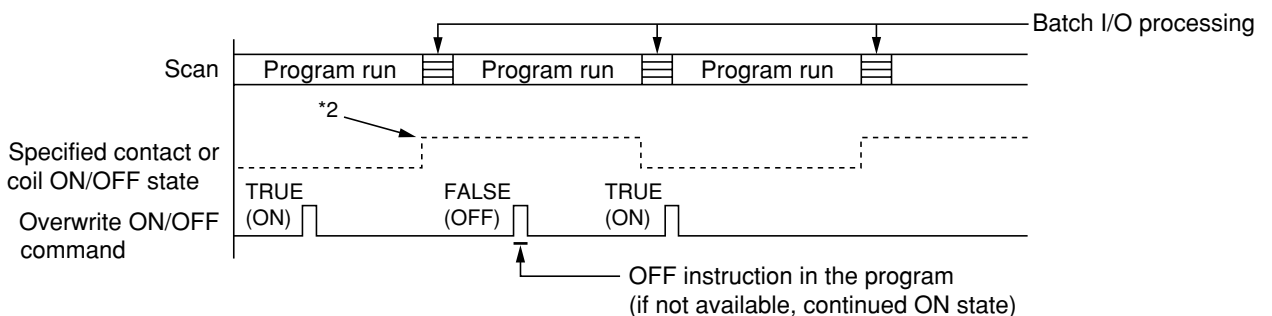 Batch I/O processing
Scan
Program run
Program run
Program run
*2
Specified contact or
coil ON/OFF state
TRUE
(ON)
FALSE
(OFF)
TRUE
(ON)
Overwrite ON/OFF
command
OFF instruction in the program
(if not available, continued ON state)